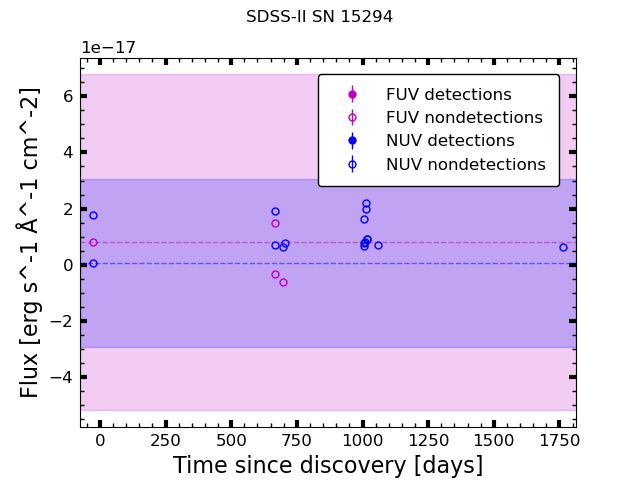 SDSS-II SN 15294
1e−17
FUV detections
FUV nondetections
NUV detections
NUV nondetections
6
4
2
0
−2
−4
Flux [erg s^-1 Å^-1 cm^-2]
0 250 500 750 1000 1250 1500 1750
Time since discovery [days]